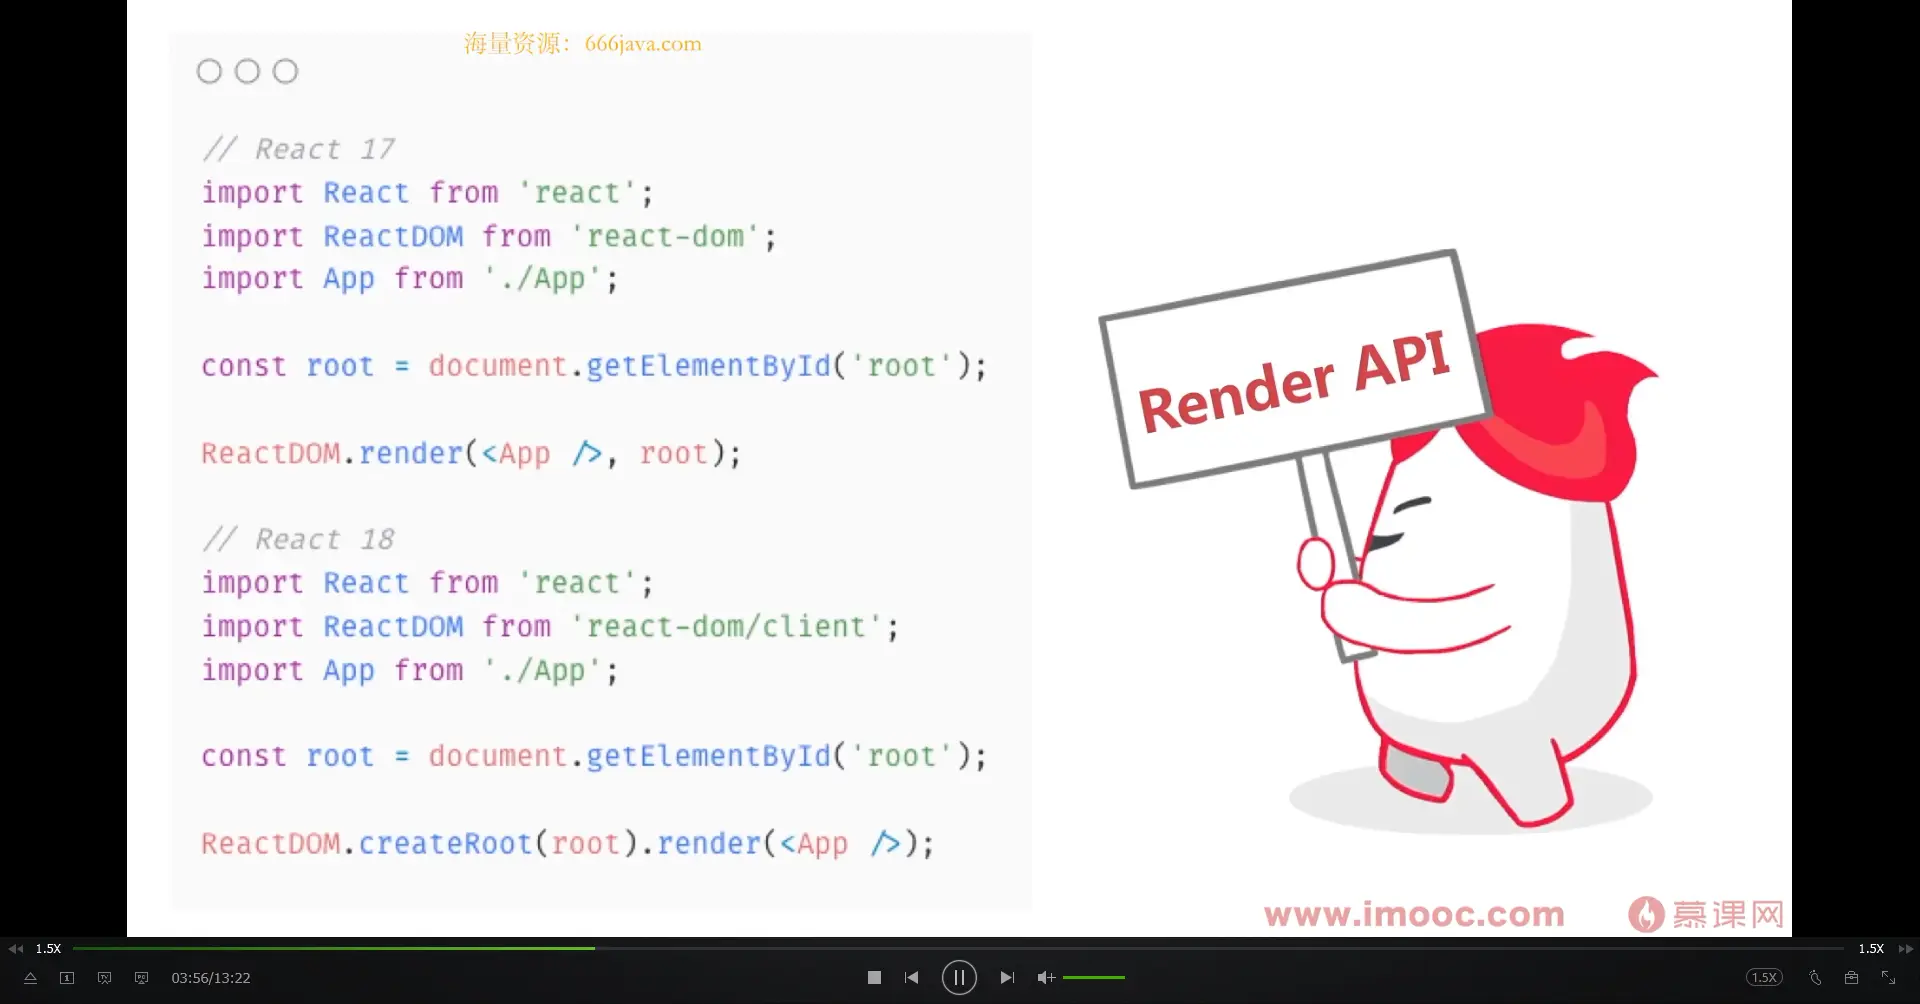 海量资源：666java.com
// React 17
import React from 'react';
import ReactDOM from 'react-dom';
import App from './App';
const root = document.getElementById('root');
ReactDOM.render(<App />, root);
// React 18
import React from 'react';
import ReactDOM from 'react-dom/client';
import App from './App';
const root = document.getElementById('root');
ReactDOM.createRoot(root).render(<App />);
Render API
www.imooc.com
慕课网
1.5X
1.5X
03:56/13:22
1.5X